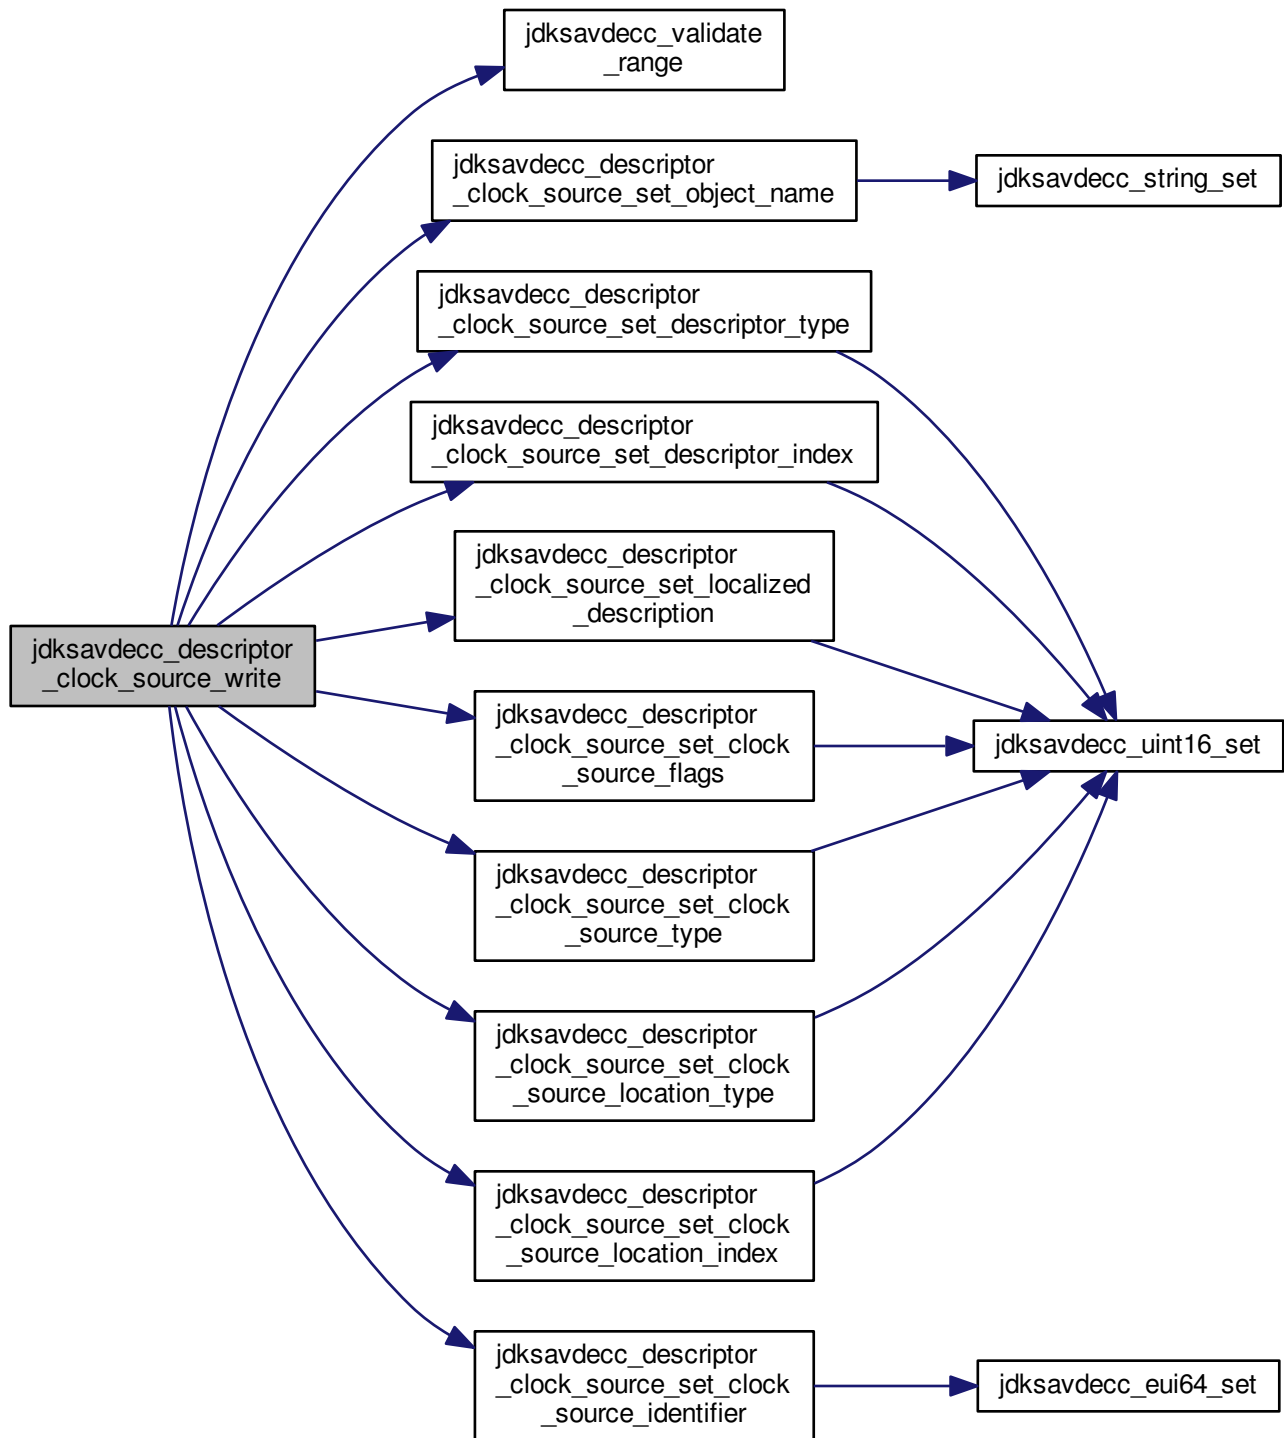 jdksavdecc_validate
_range
jdksavdecc_descriptor
_clock_source_set_object_name
jdksavdecc_string_set
jdksavdecc_descriptor
_clock_source_set_descriptor_type
jdksavdecc_descriptor
_clock_source_set_descriptor_index
jdksavdecc_descriptor
_clock_source_set_localized
_description
jdksavdecc_descriptor
_clock_source_write
jdksavdecc_descriptor
_clock_source_set_clock
_source_flags
jdksavdecc_uint16_set
jdksavdecc_descriptor
_clock_source_set_clock
_source_type
jdksavdecc_descriptor
_clock_source_set_clock
_source_location_type
jdksavdecc_descriptor
_clock_source_set_clock
_source_location_index
jdksavdecc_descriptor
_clock_source_set_clock
_source_identifier
jdksavdecc_eui64_set